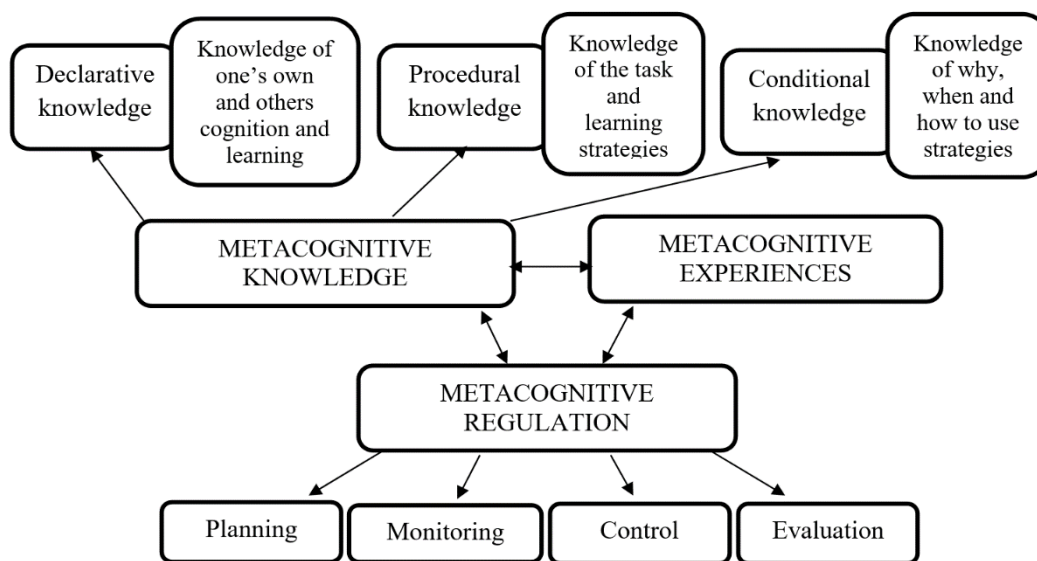 Declarative
knowledge
Knowledge of
one’s own
and others
cognition and
learning
Procedural
knowledge
Knowledge
of the task
and
learning
strategies
Conditional
knowledge
Knowledge
of why,
when and
how to use
strategies
METACOGNITIVE
KNOWLEDGE
METACOGNITIVE
EXPERIENCES
METACOGNITIVE
REGULATION
Planning
Monitoring
Control
Evaluation